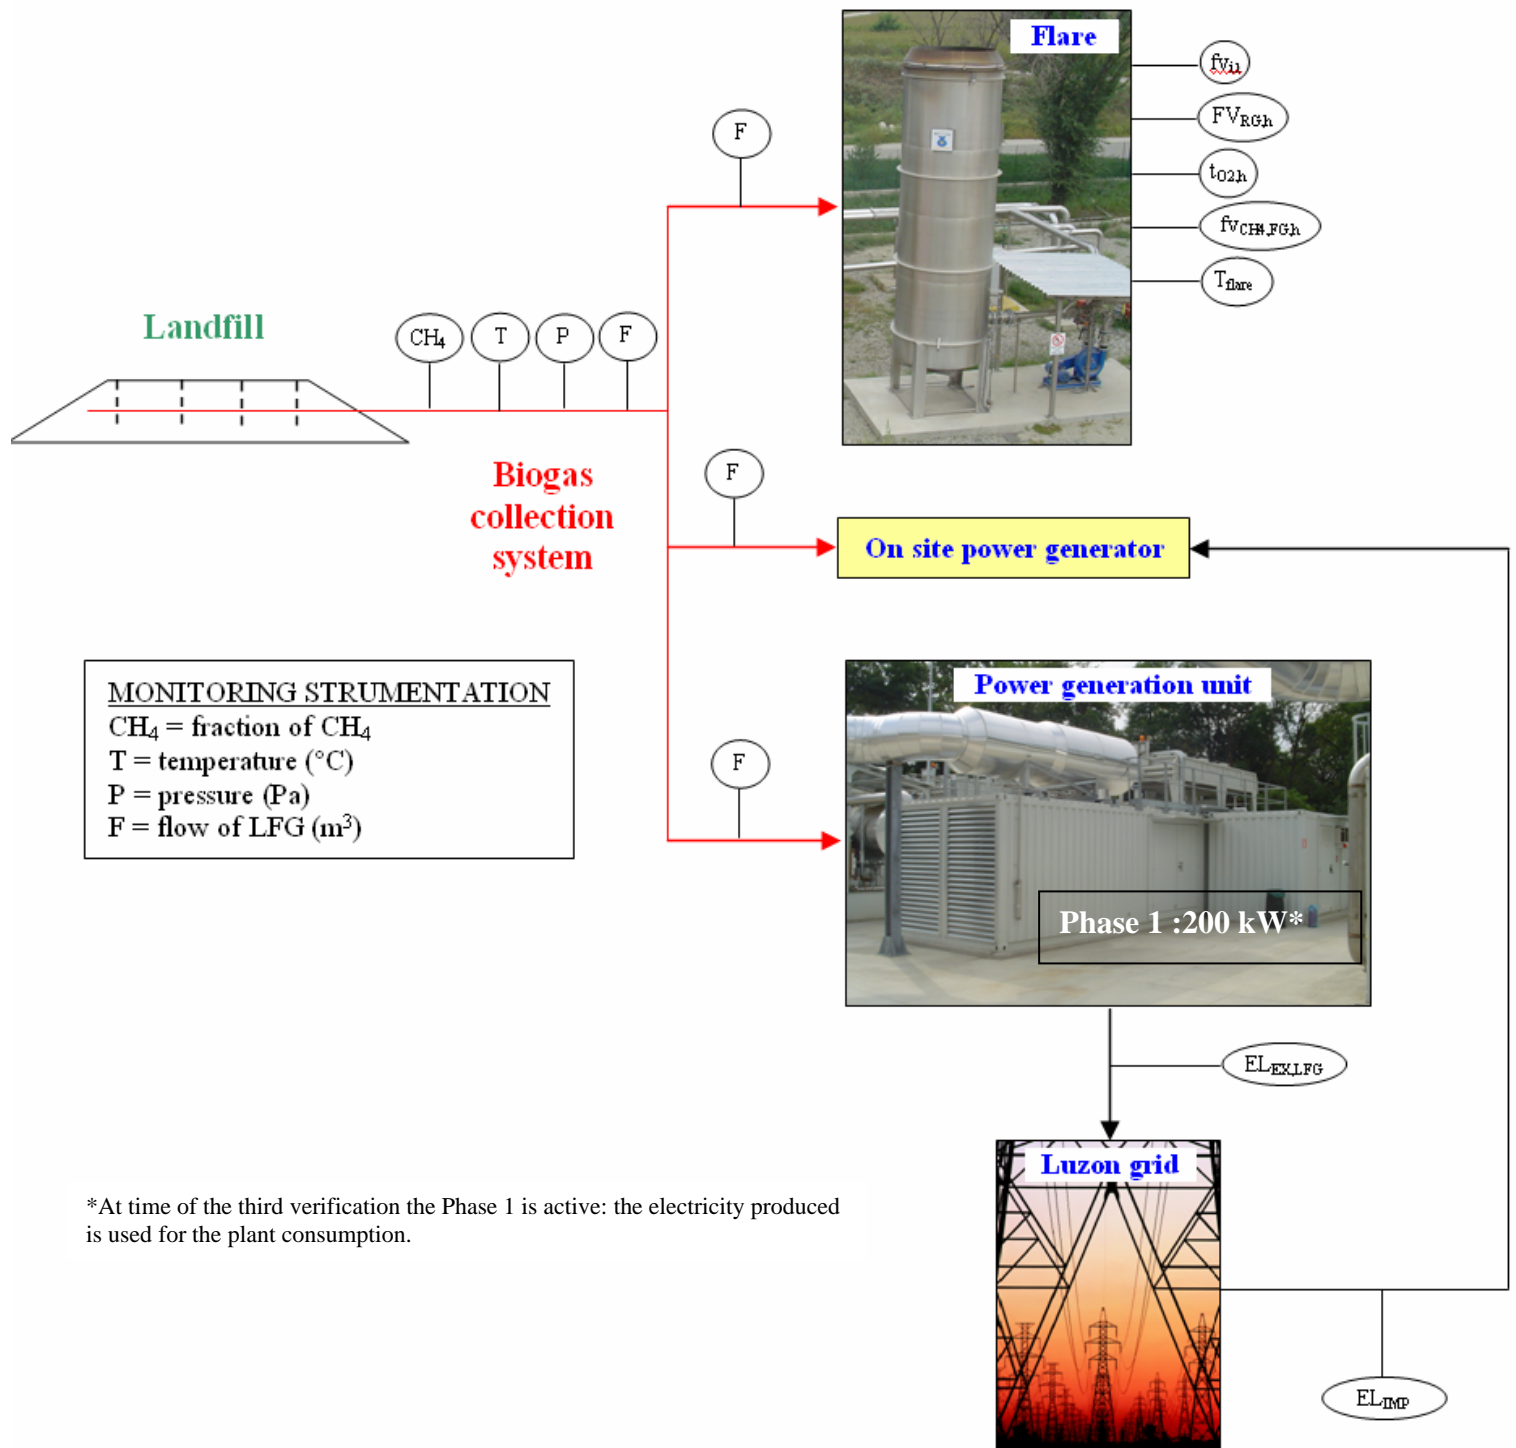 Flare
fv_i,h
FV_RG,h
t_O2,h
fv_CH4,FG,h
T_flare
F
Landfill
CH₄
T
P
F
Biogas
collection
system
F
On site power generator
MONITORING STRUMENTATION
CH₄ = fraction of CH₄
T = temperature (°C)
P = pressure (Pa)
F = flow of LFG (m³)
F
Power generation unit
Phase 1 :200 kW*
EL_EX,LFG
Luzon grid
*At time of the third verification the Phase 1 is active: the electricity produced
is used for the plant consumption.
EL_IMP